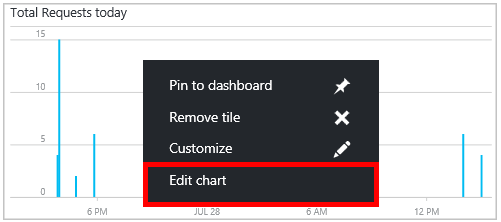 Total Requests today
15
10
5
0
Pin to dashboard
Remove tile
Customize
Edit chart
6 PM
JUL 28
6 AM
12 PM